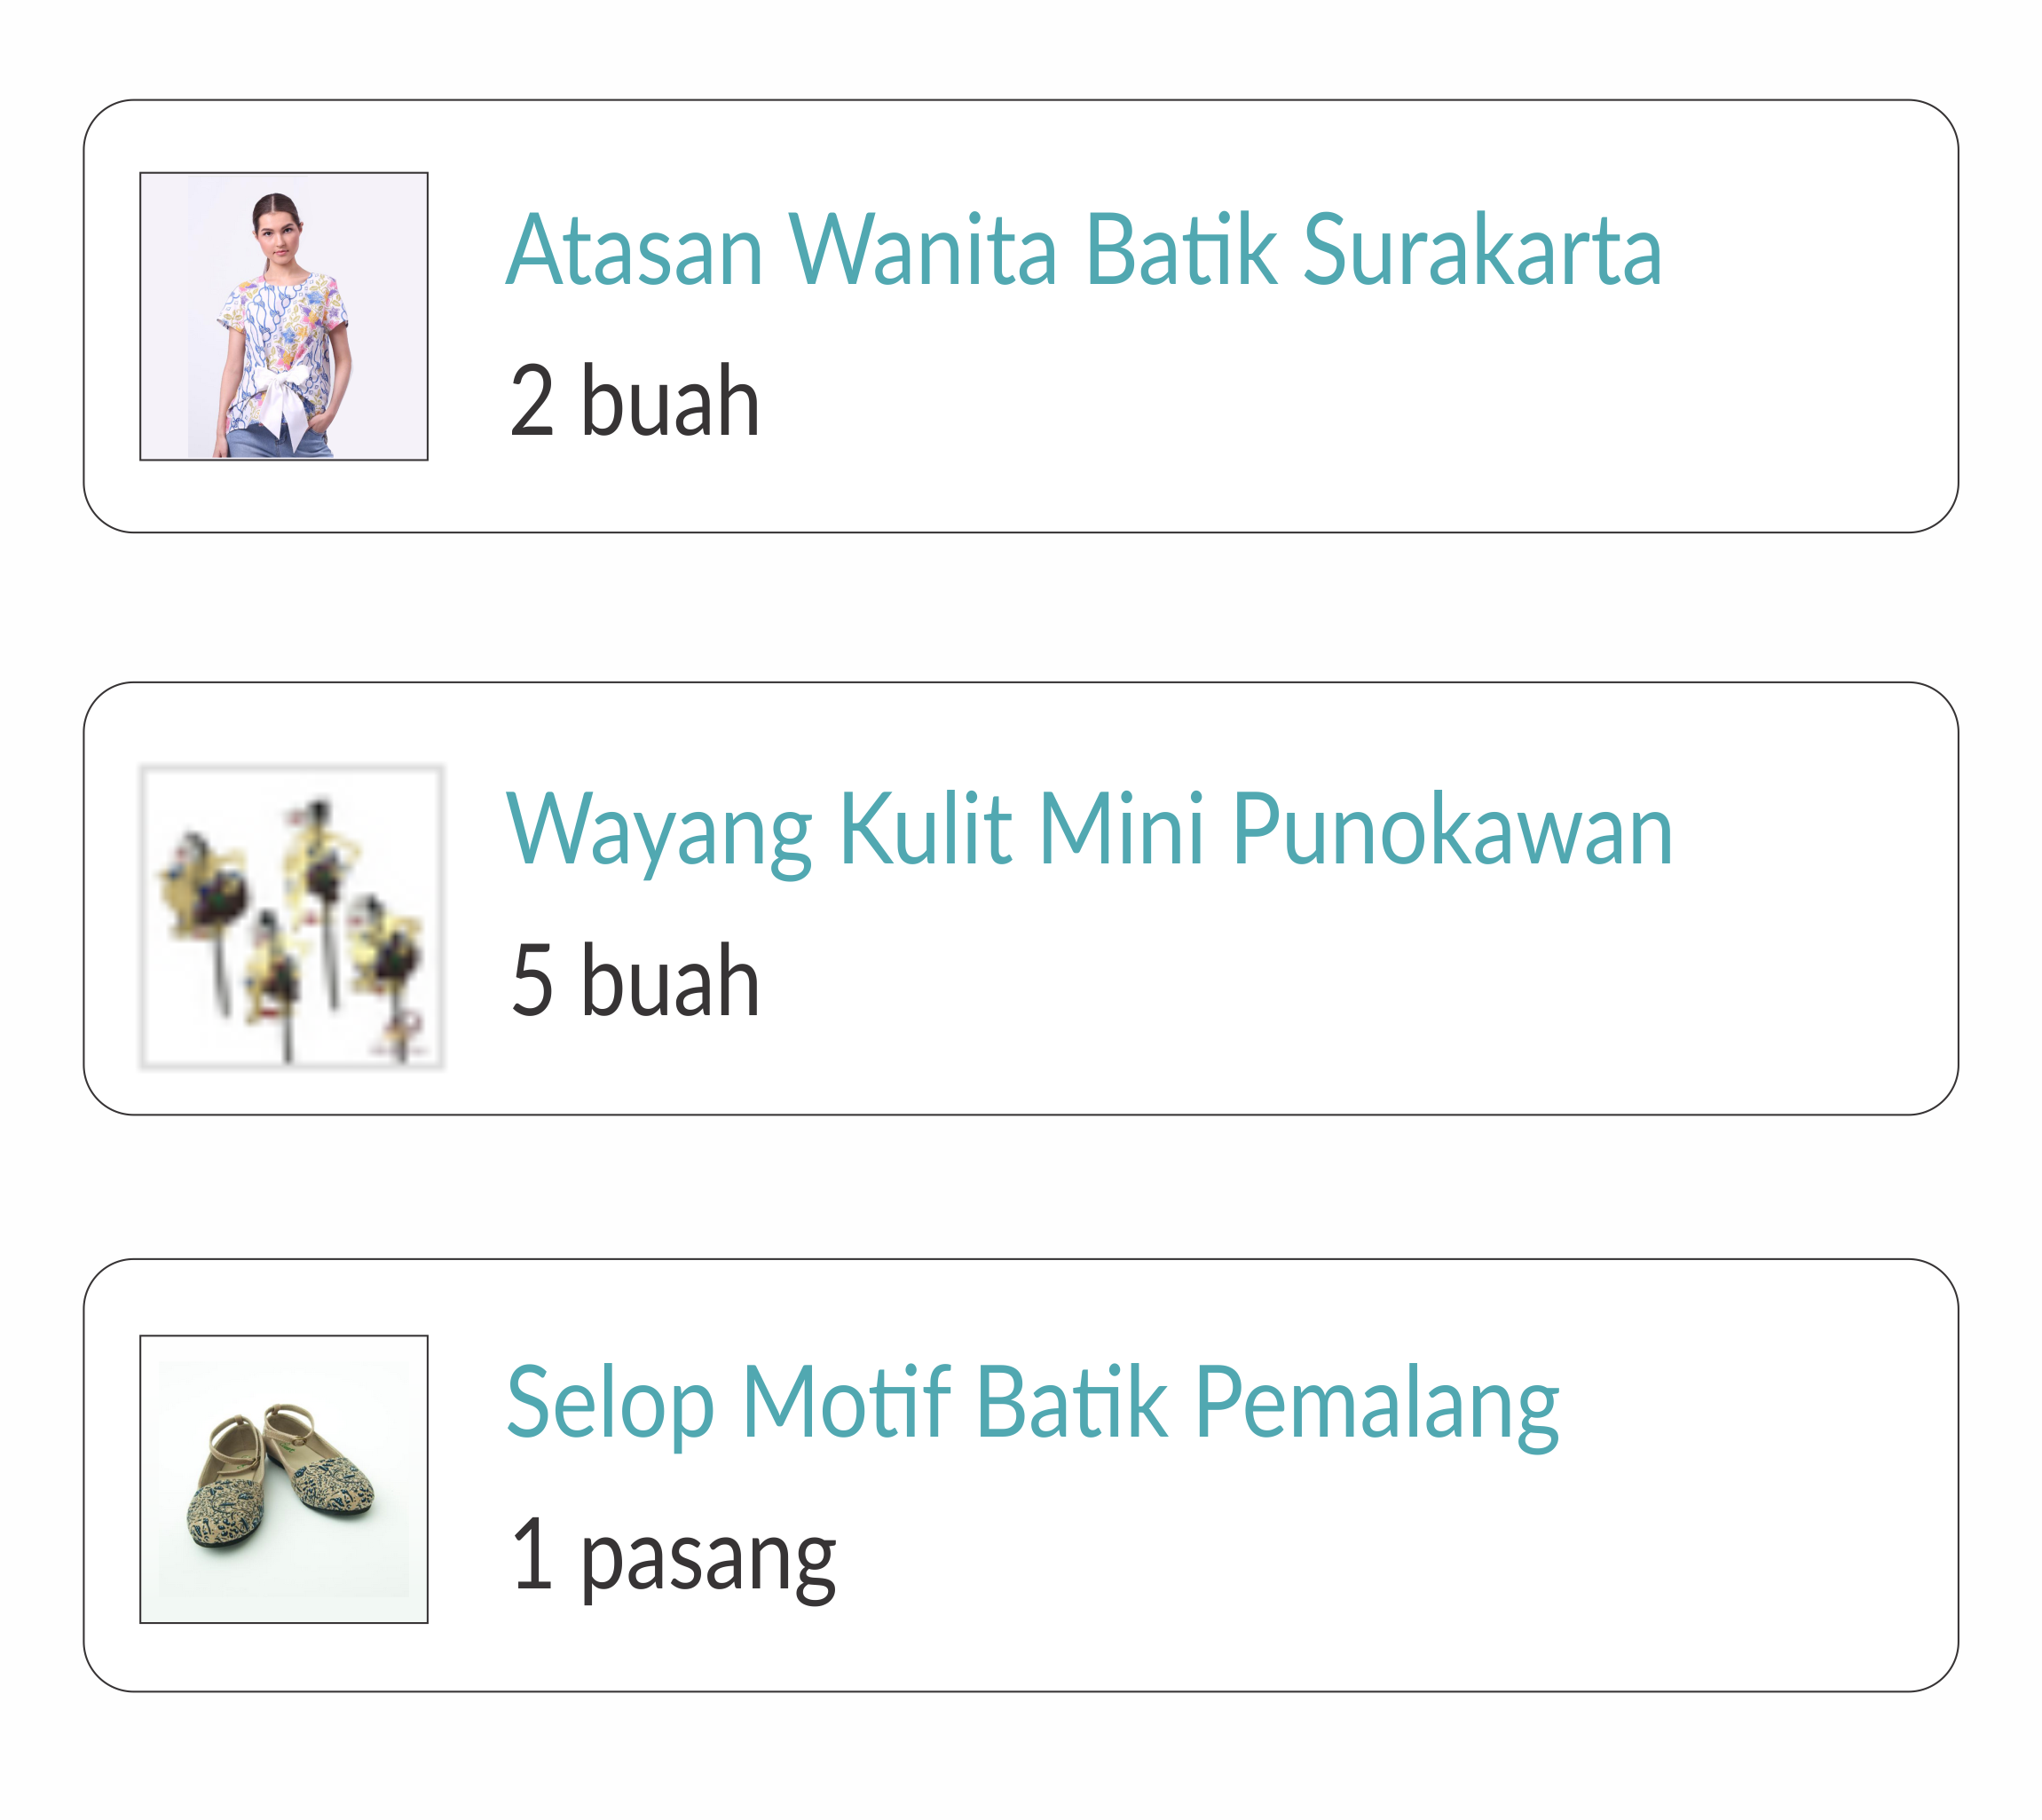 Atasan Wanita Batik Surakarta
2 buah
Wayang Kulit Mini Punokawan
5 buah
Selop Motif Batik Pemalang
1 pasang